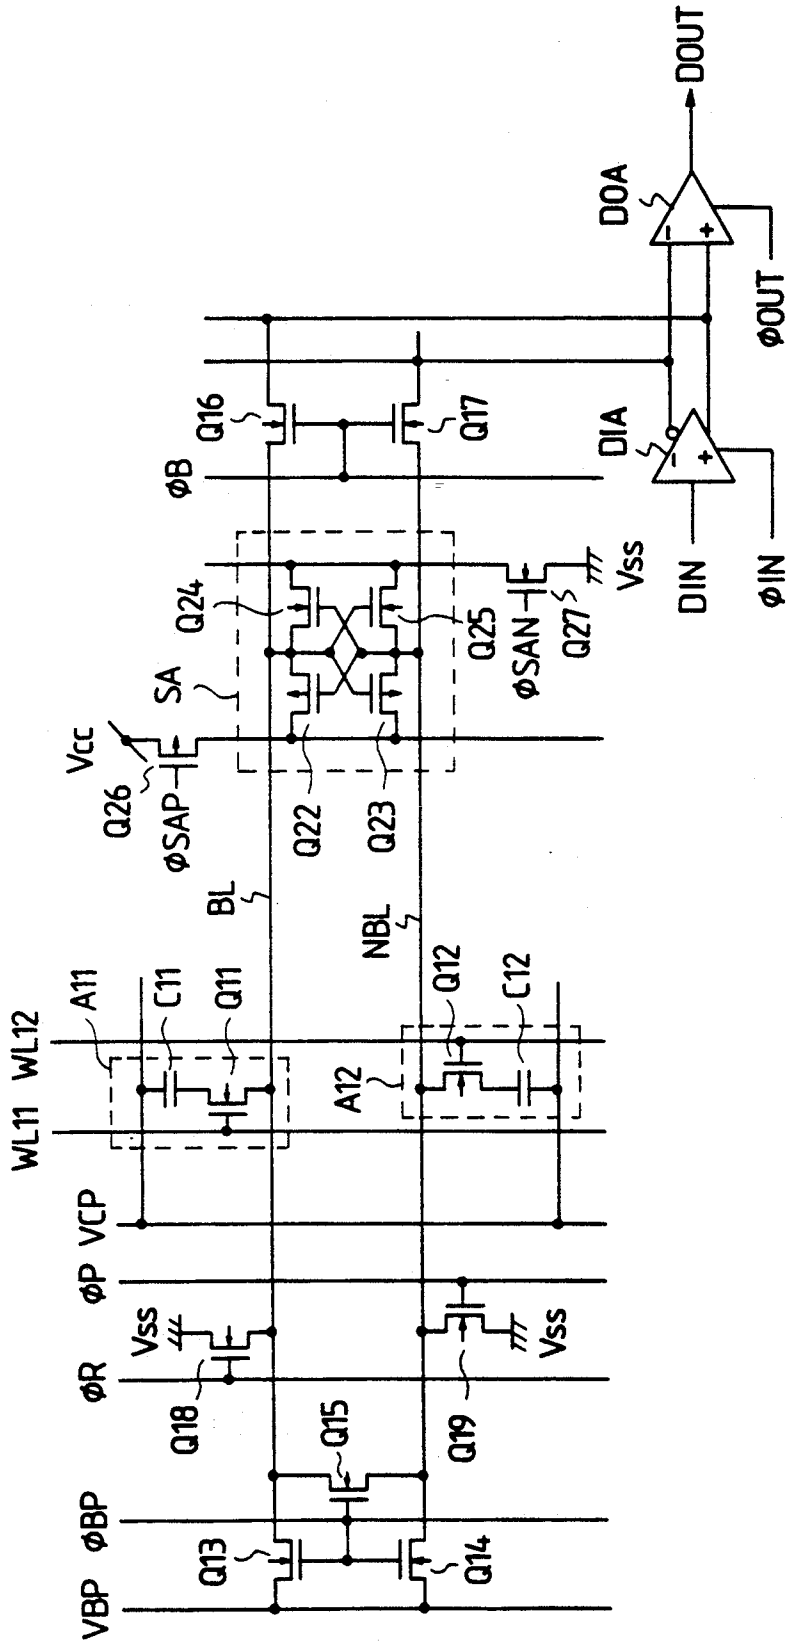 VBP
φBP
φR
φP
VCP
WL11
WL12
A11
C11
Q11
Q13
Q14
Q15
Q18
Vss
Q19
Vss
A12
Q12
C12
BL
NBL
Vcc
Q26
φSAP
SA
Q22
Q23
Q24
Q25
φSAN
Q27
Vss
φB
Q16
Q17
DIN
φIN
DIA
−
+
DOA
−
+
φOUT
DOUT